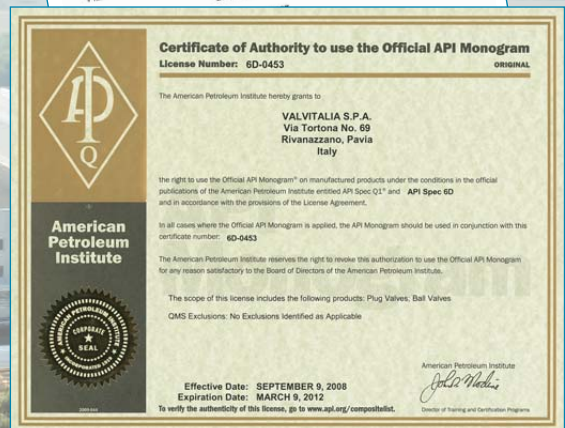 Certificate of Authority to use the Official API Monogram
License Number: 6D-0453
ORIGINAL
The American Petroleum Institute hereby grants to
VALVITALIA S.P.A.
Via Tortona No. 69
Rivanazzano, Pavia
Italy
the right to use the Official API Monogram® on manufactured products under the conditions in the official
publications of the American Petroleum Institute entitled API Spec Q1® and API Spec 6D
and in accordance with the provisions of the License Agreement.
In all cases where the Official API Monogram is applied, the API Monogram should be used in conjunction with this
certificate number: 6D-0453
The American Petroleum Institute reserves the right to revoke this authorization to use the Official API Monogram
for any reason satisfactory to the Board of Directors of the American Petroleum Institute.
The scope of this license includes the following products: Plug Valves; Ball Valves
QMS Exclusions: No Exclusions Identified as Applicable
Effective Date: SEPTEMBER 9, 2008
Expiration Date: MARCH 9, 2012
To verify the authenticity of this license, go to www.api.org/compositelist.
American Petroleum Institute
Director of Training and Certification Programs
API
Q
American
Petroleum
Institute
AMERICAN PETROLEUM INSTITUTE
CORPORATE
SEAL
INCORPORATED 1919